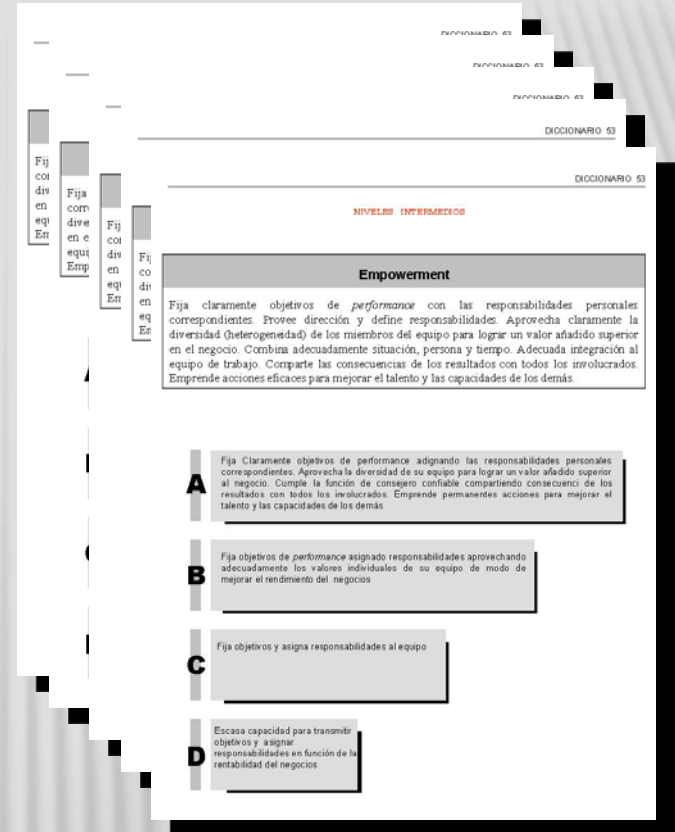 DICCIONARIO 53
DICCIONARIO 53
DICCIONARIO 53
DICCIONARIO 53
DICCIONARIO 53
NIVELES INTERMEDIOS
Empowerment
Fija claramente objetivos de performance con las responsabilidades personales
correspondientes. Provee dirección y define responsabilidades. Aprovecha claramente la
diversidad (heterogeneidad) de los miembros del equipo para lograr un valor añadido superior
en el negocio. Combina adecuadamente situación, persona y tiempo. Adecuada integración al
equipo de trabajo. Comparte las consecuencias de los resultados con todos los involucrados.
Emprende acciones eficaces para mejorar el talento y las capacidades de los demás.
A
Fija Claramente objetivos de performance adignando las responsabilidades personales
correspondientes. Aprovecha la diversidad de su equipo para lograr un valor añadido superior
al negocio. Cumple la función de consejero confiable compartiendo consecuenci de los
resultados con todos los involucrados. Emprende permanentes acciones para mejorar el
talento y las capacidades de los demás
B
Fija objetivos de performance asignado responsabilidades aprovechando
adecuadamente los valores individuales de su equipo de modo de
mejorar el rendimiento del negocios
C
Fija objetivos y asigna responsabilidades al equipo
D
Escasa capacidad para transmitir
objetivos y asignar
responsabilidades en función de la
rentabilidad del negocios